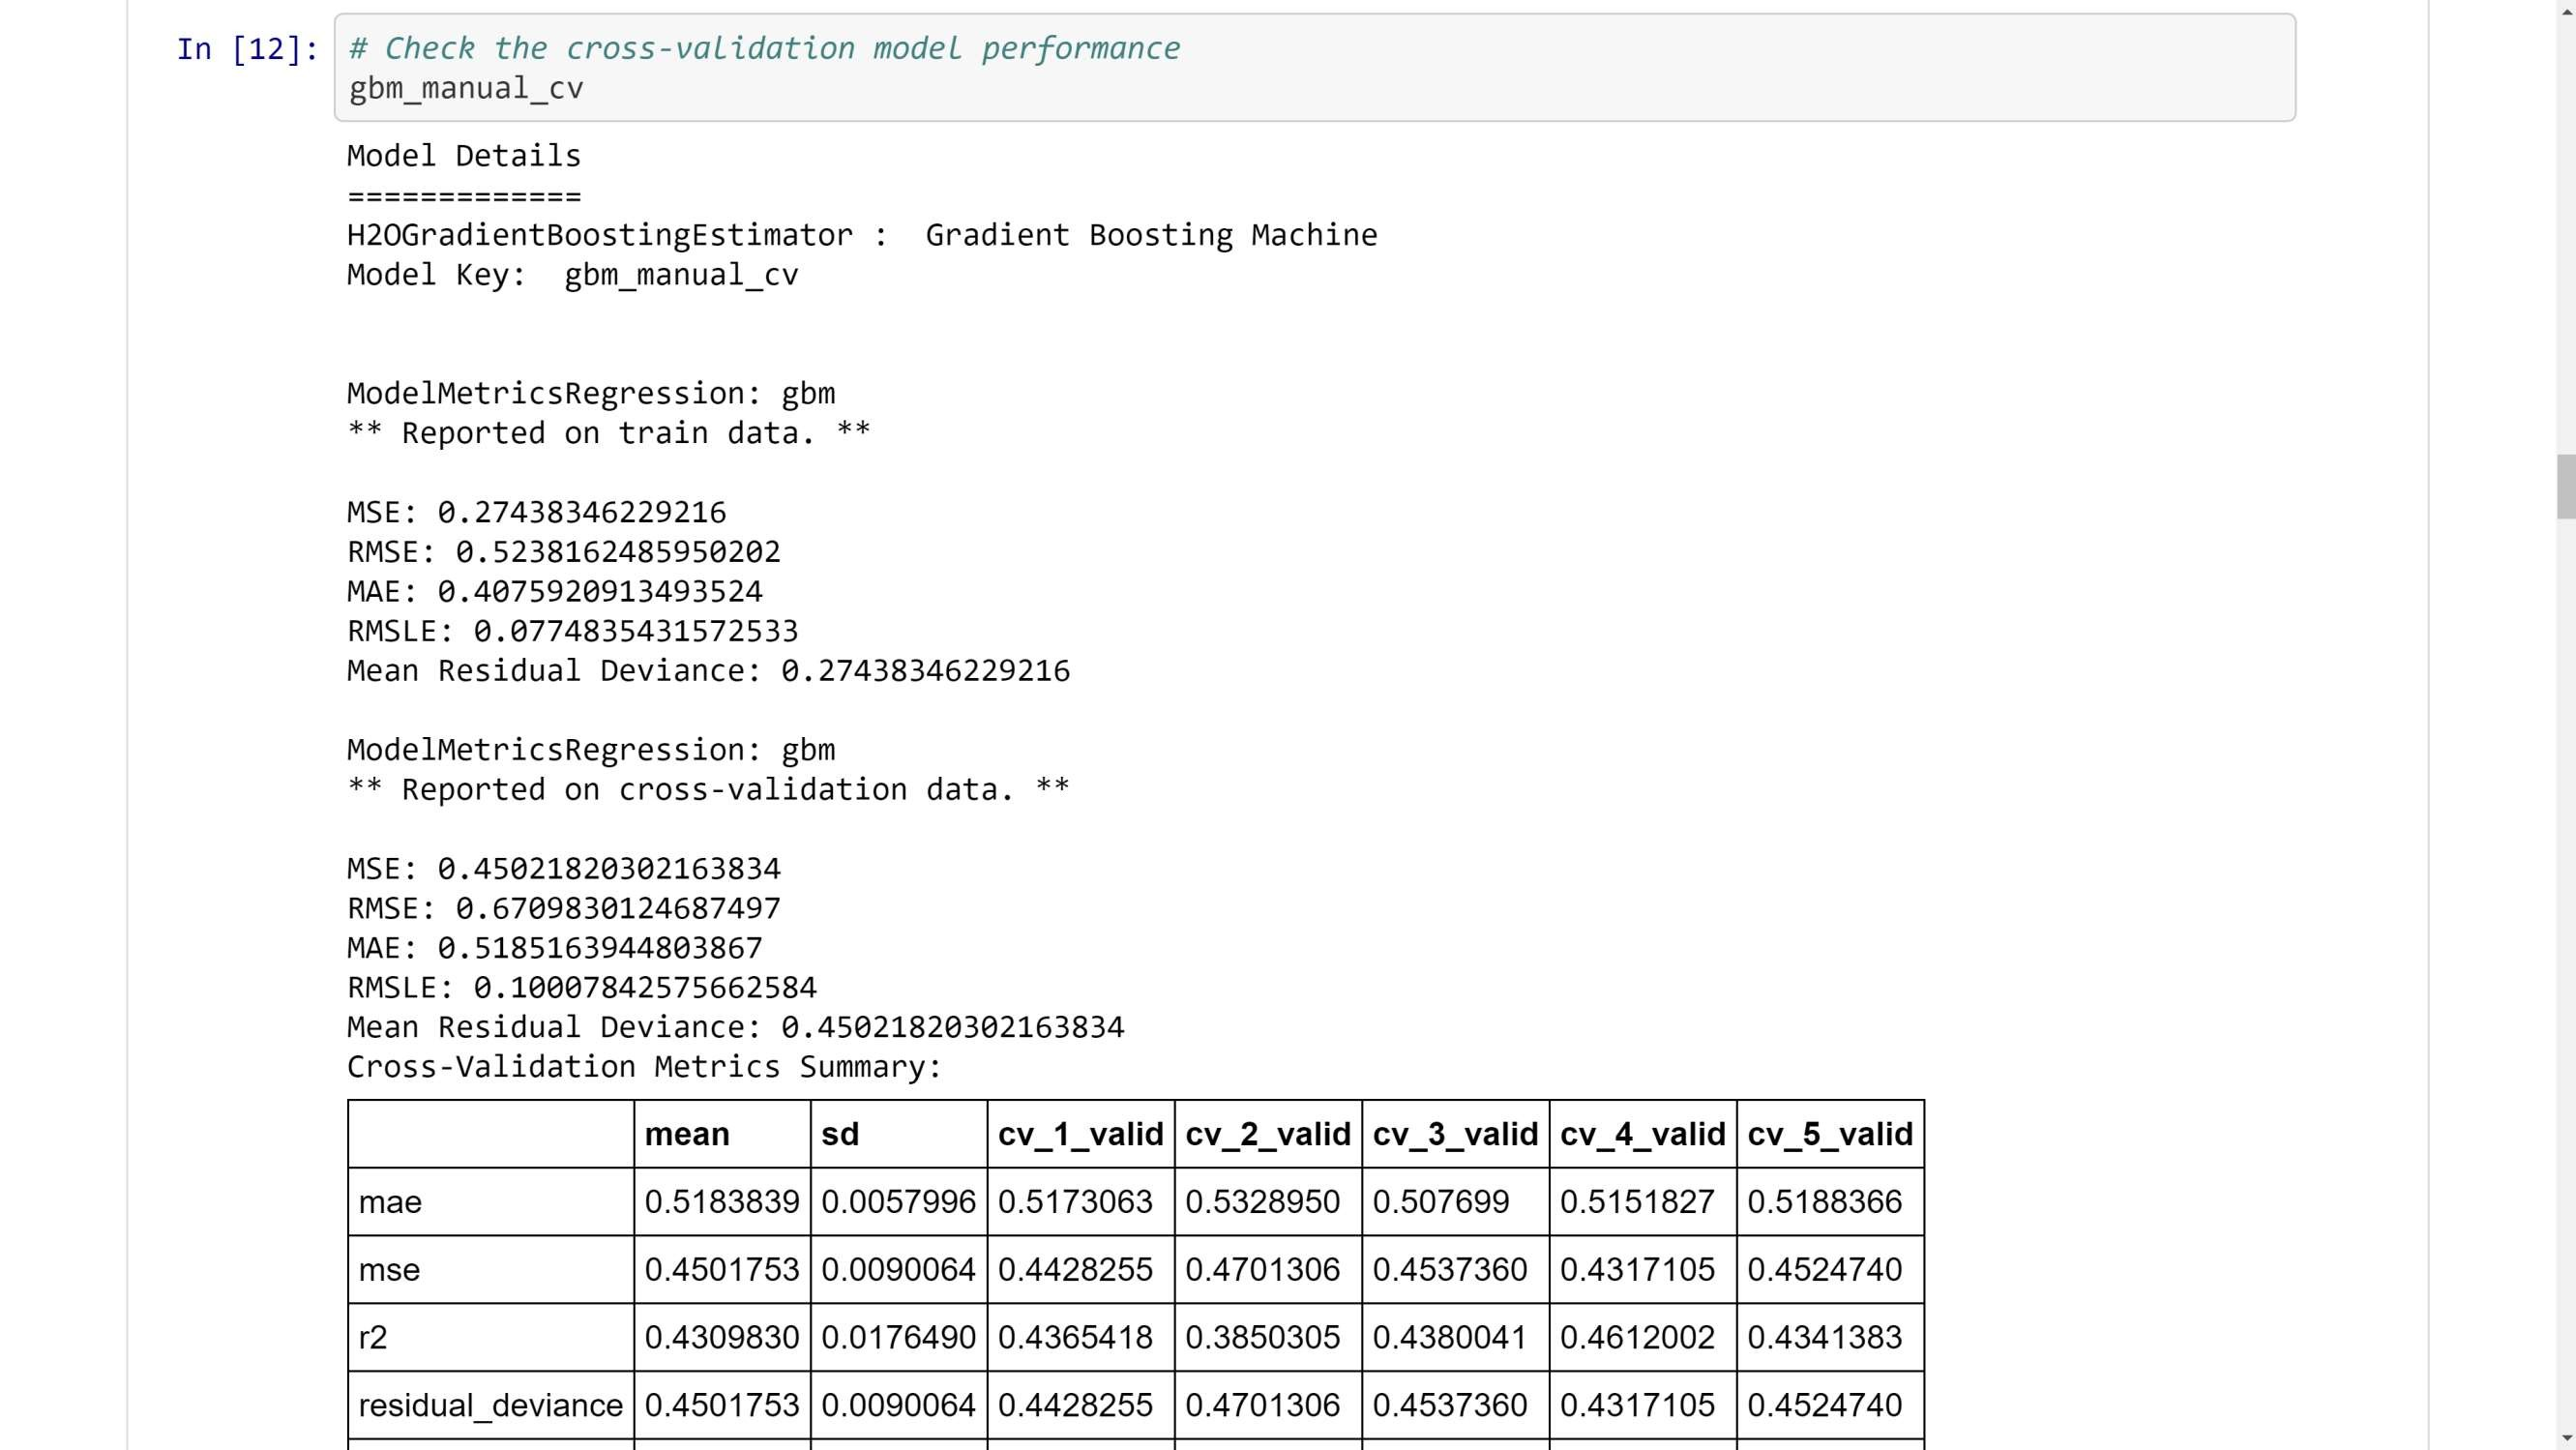 In [12]: # Check the cross-validation model performance
gbm_manual_cv
Model Details
=============
H2OGradientBoostingEstimator :  Gradient Boosting Machine
Model Key:  gbm_manual_cv
ModelMetricsRegression: gbm
** Reported on train data. **
MSE: 0.27438346229216
RMSE: 0.5238162485950202
MAE: 0.4075920913493524
RMSLE: 0.0774835431572533
Mean Residual Deviance: 0.27438346229216
ModelMetricsRegression: gbm
** Reported on cross-validation data. **
MSE: 0.45021820302163834
RMSE: 0.6709830124687497
MAE: 0.5185163944803867
RMSLE: 0.10007842575662584
Mean Residual Deviance: 0.45021820302163834
Cross-Validation Metrics Summary:
mean sd cv_1_valid cv_2_valid cv_3_valid cv_4_valid cv_5_valid
mae 0.5183839 0.0057996 0.5173063 0.5328950 0.507699 0.5151827 0.5188366
mse 0.4501753 0.0090064 0.4428255 0.4701306 0.4537360 0.4317105 0.4524740
r2 0.4309830 0.0176490 0.4365418 0.3850305 0.4380041 0.4612002 0.4341383
residual_deviance 0.4501753 0.0090064 0.4428255 0.4701306 0.4537360 0.4317105 0.4524740